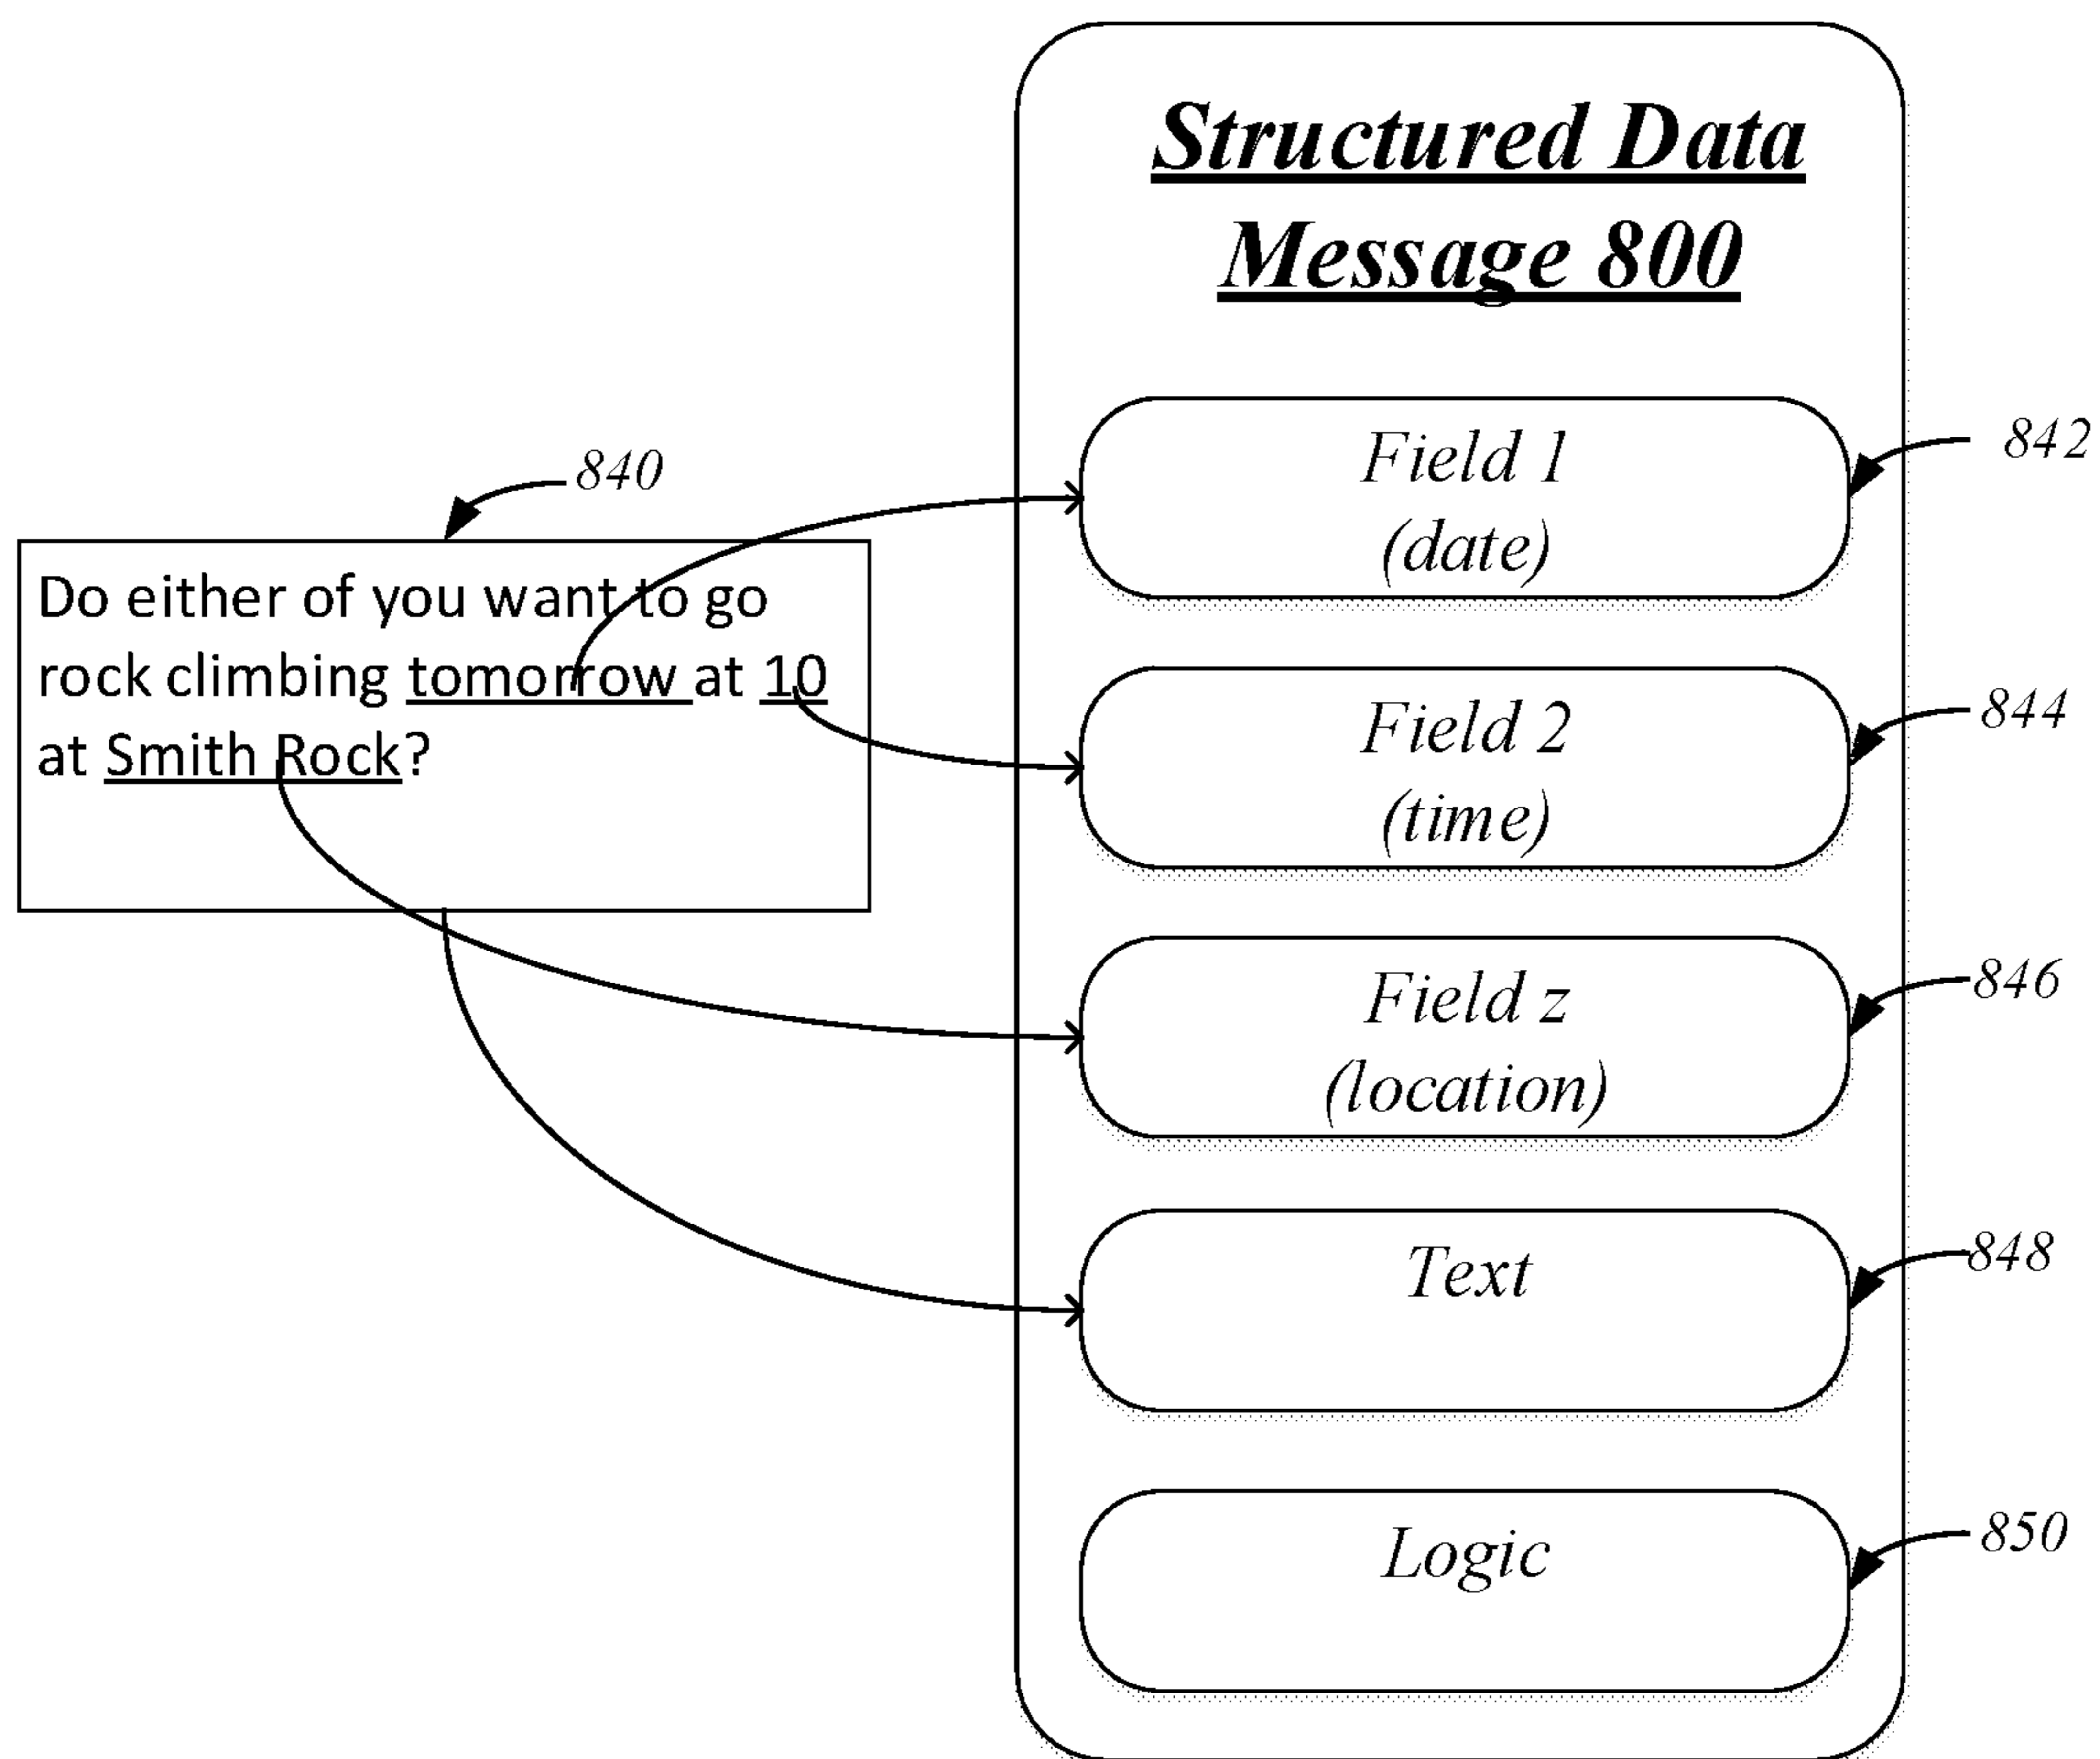 Structured Data
Message 800
840
Do either of you want to go
rock climbing tomorrow at 10
at Smith Rock?
Field 1
(date)
842
Field 2
(time)
844
Field z
(location)
846
Text
848
Logic
850